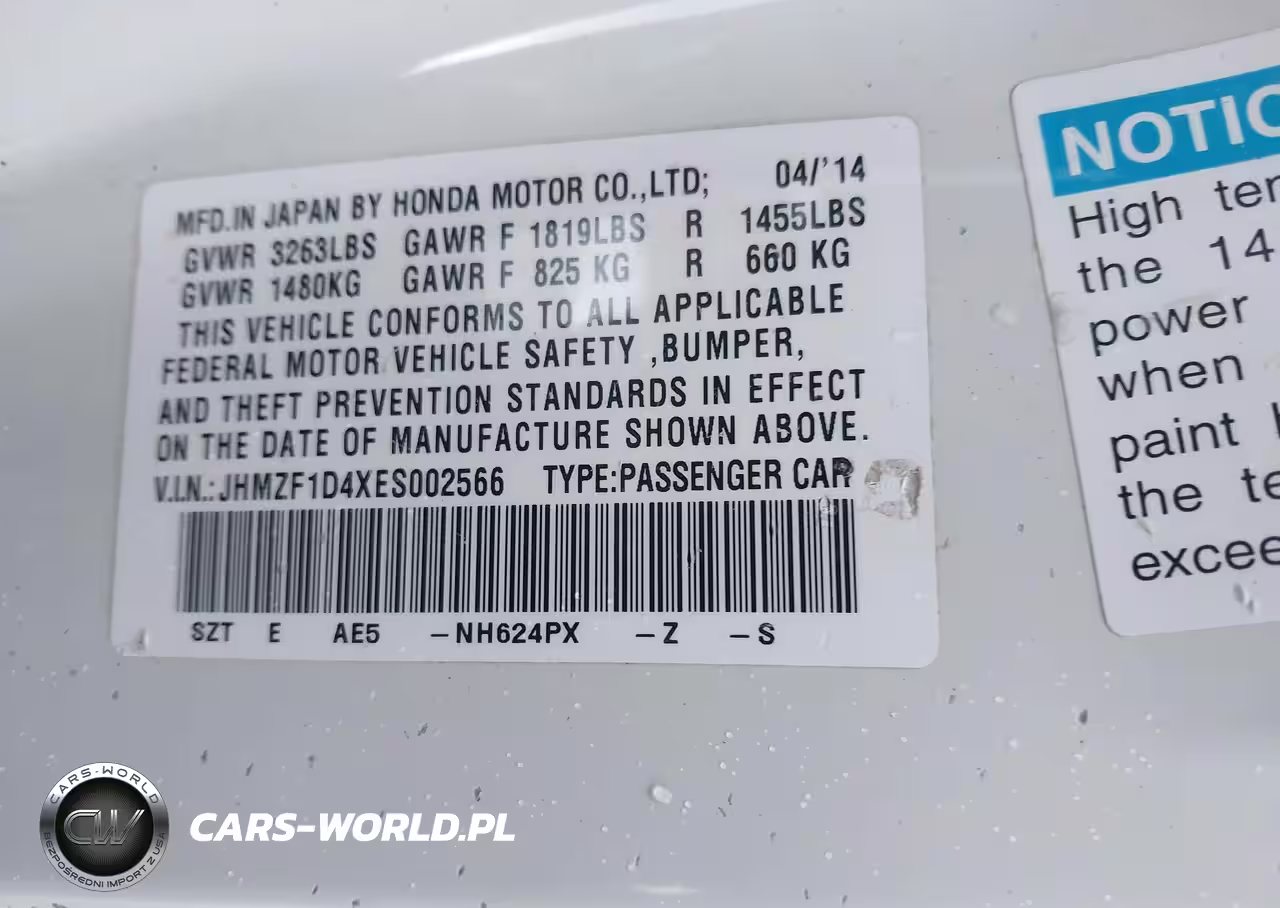 MFD.IN JAPAN BY HONDA MOTOR CO.,LTD; 04/'14
GVWR 3263LBS GAWR F 1819LBS R 1455LBS
GVWR 1480KG GAWR F 825 KG R 660 KG
THIS VEHICLE CONFORMS TO ALL APPLICABLE
FEDERAL MOTOR VEHICLE SAFETY ,BUMPER,
AND THEFT PREVENTION STANDARDS IN EFFECT
ON THE DATE OF MANUFACTURE SHOWN ABOVE.
V.I.N.: JHMZF1D4XES002566 TYPE:PASSENGER CAR
SZT E AE5 –NH624PX –Z –S
NOTIC
High ter
the 14
power
when
paint
the te
excee
CARS-WORLD
CW
BEZPOŚREDNI IMPORT Z USA
CARS-WORLD.PL